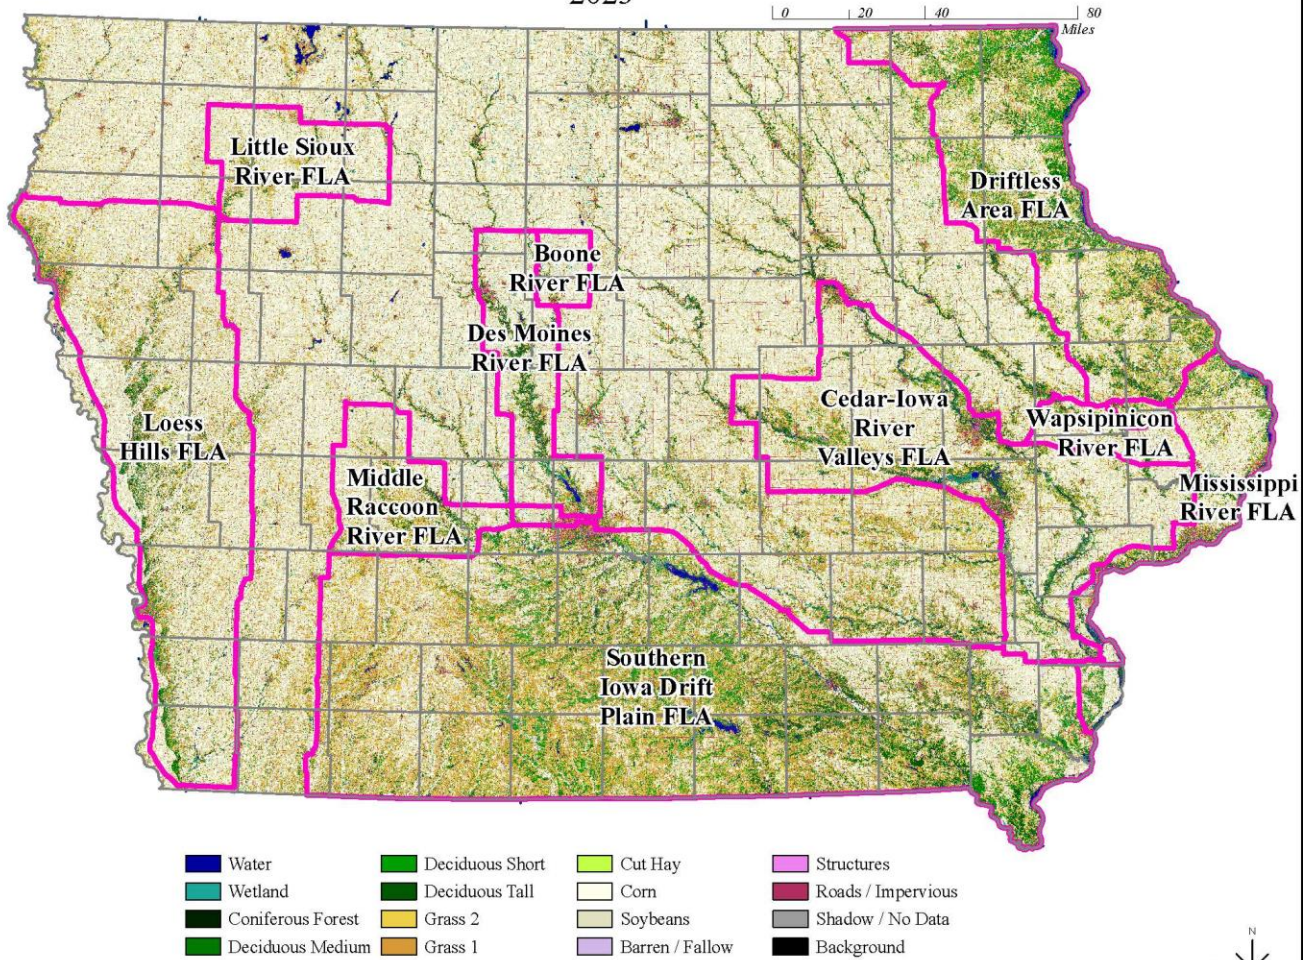 2023
0 20 40 80
Miles
Little Sioux
River FLA
Driftless
Area FLA
Boone
River FLA
Des Moines
River FLA
Loess
Hills FLA
Cedar-Iowa
River
Valleys FLA
Wapsipinicon
River FLA
Middle
Raccoon
River FLA
Mississippi
River FLA
Southern
Iowa Drift
Plain FLA
Water
Wetland
Coniferous Forest
Deciduous Medium
Deciduous Short
Deciduous Tall
Grass 2
Grass 1
Cut Hay
Corn
Soybeans
Barren / Fallow
Structures
Roads / Impervious
Shadow / No Data
Background
N